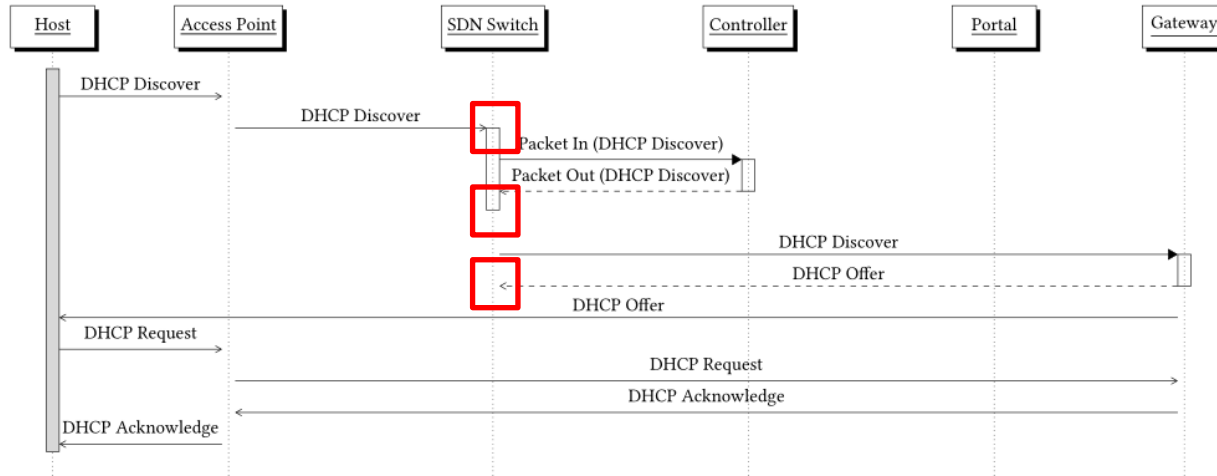 Host
Access Point
SDN Switch
Controller
Portal
Gateway
DHCP Discover
DHCP Discover
Packet In (DHCP Discover)
Packet Out (DHCP Discover)
DHCP Discover
DHCP Offer
DHCP Offer
DHCP Request
DHCP Request
DHCP Acknowledge
DHCP Acknowledge